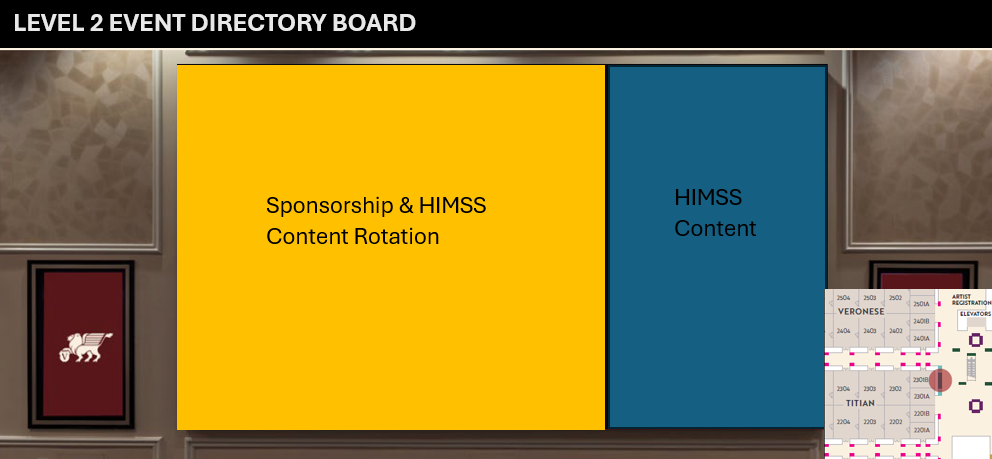 LEVEL 2 EVENT DIRECTORY BOARD
Sponsorship & HIMSS
Content Rotation
HIMSS
Content
2504 2503 2502 2501A
VERONESE
2401B
2404 2403 2402
2401A
ARTIST
REGISTRATION
ELEVATORS
2301B
2304 2303 2302
2301A
TITIAN
2201B
2204 2203 2202
2201A